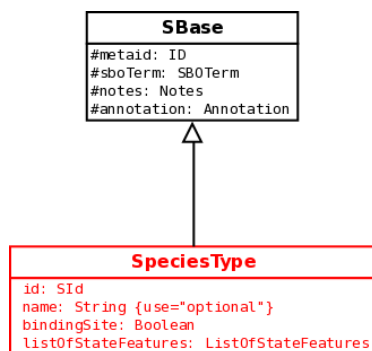 SBase
#metaid: ID
#sboTerm: SBOTerm
#notes: Notes
#annotation: Annotation
SpeciesType
id: SId
name: String {use="optional"}
bindingSite: Boolean
listOfStateFeatures: ListOfStateFeatures